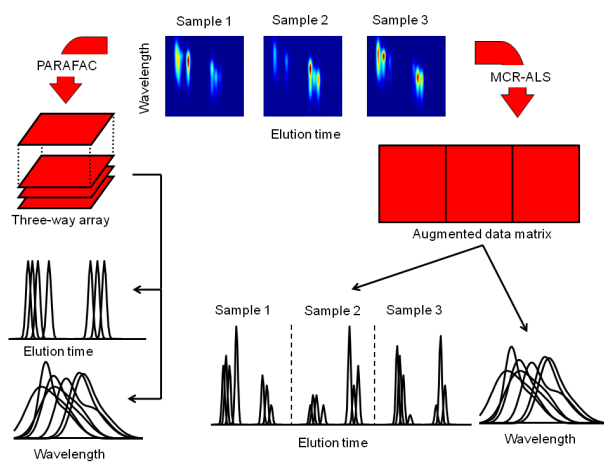 Sample 1
Sample 2
Sample 3
PARAFAC
Wavelength
MCR-ALS
Elution time
Three-way array
Augmented data matrix
Sample 1
Sample 2
Sample 3
Elution time
Wavelength
Elution time
Wavelength